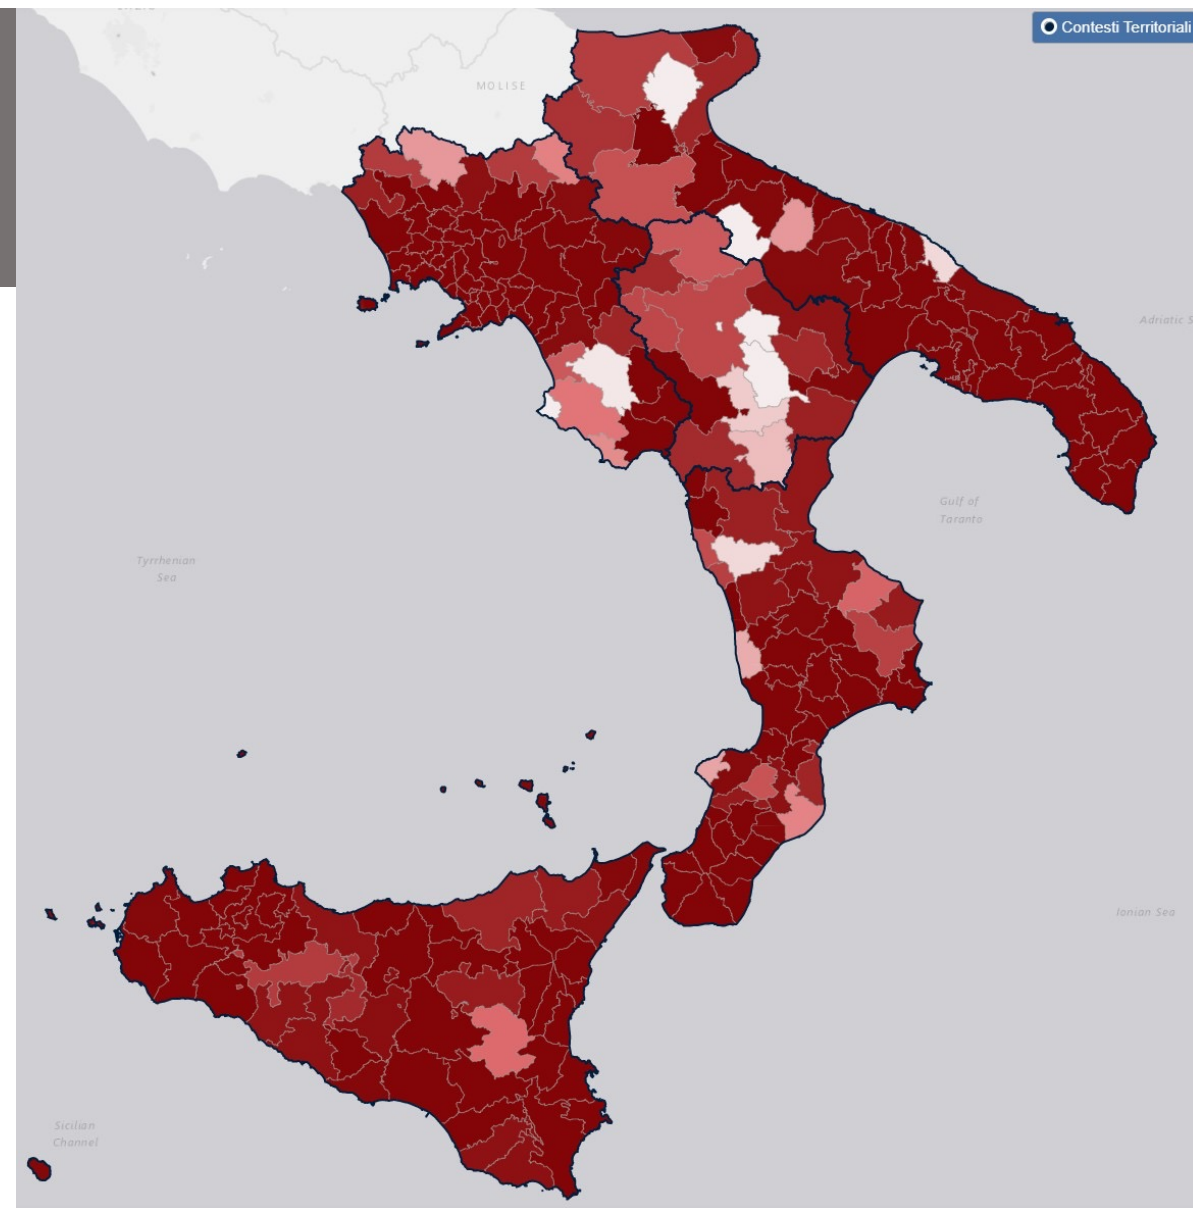 Contesti Territoriali
MOLISE
Adriatic S
Gulf of
Taranto
Tyrrhenian
Sea
Ionian Sea
Sicilian
Channel